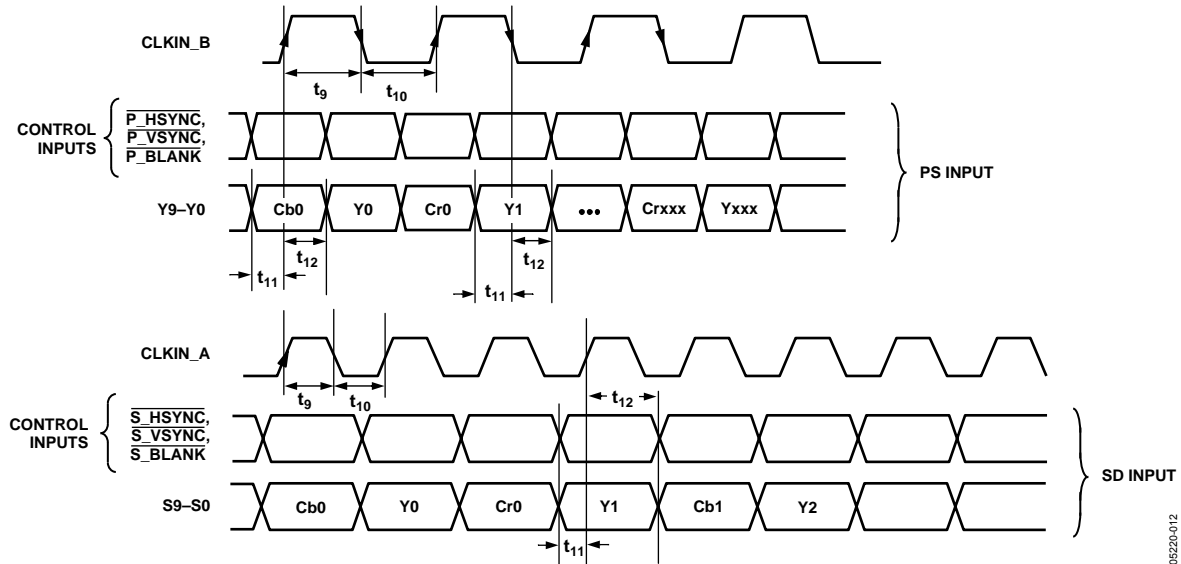 CLKIN_B
t9
t10
CONTROL
INPUTS
P_HSYNC,
P_VSYNC,
P_BLANK
PS INPUT
Y9–Y0
Cb0
Y0
Cr0
Y1
•••
Crxxx
Yxxx
t12
t12
t11
t11
CLKIN_A
t9
t10
t12
CONTROL
INPUTS
S_HSYNC,
S_VSYNC,
S_BLANK
SD INPUT
S9–S0
Cb0
Y0
Cr0
Y1
Cb1
Y2
t11
05220-012